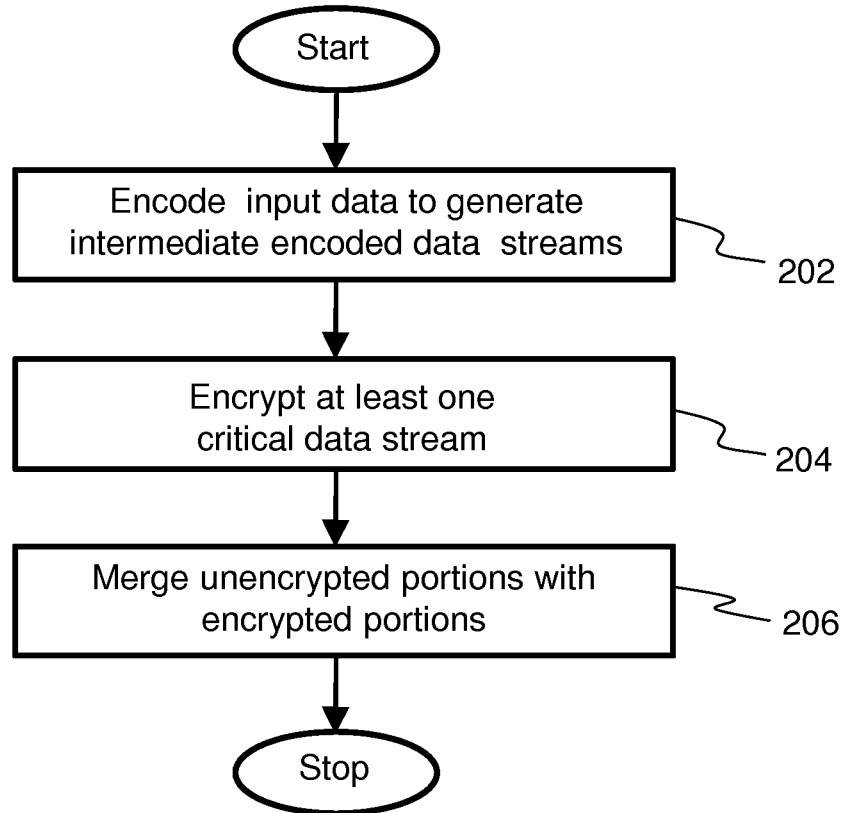 Start
Encode input data to generate
intermediate encoded data streams
202
Encrypt at least one
critical data stream
204
Merge unencrypted portions with
encrypted portions
206
Stop